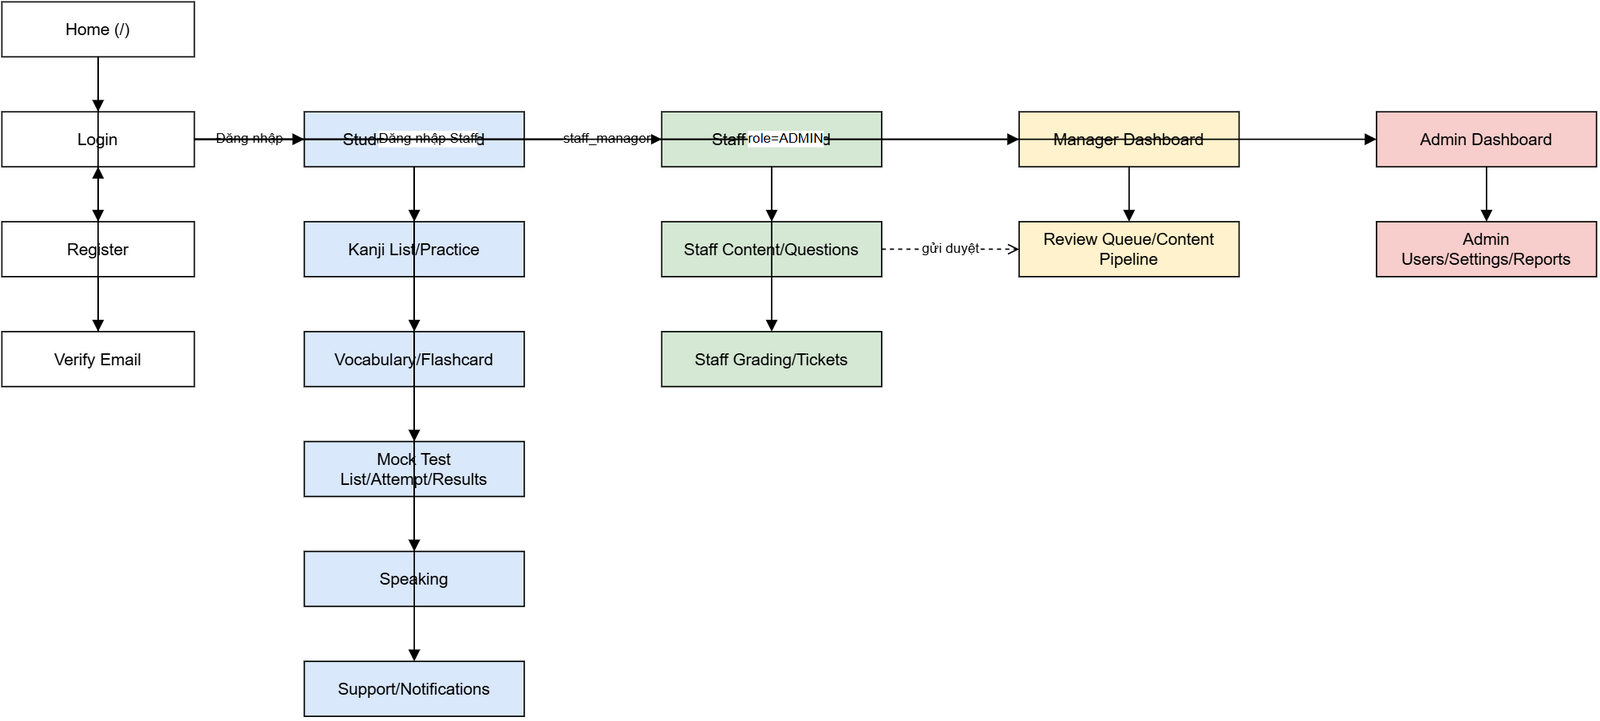 Home (/)
Login
Đăng nhập
Stud
Đăng nhập Staff
d
staff_manager
Staff
role=ADMIN
d
Manager Dashboard
Admin Dashboard
Register
Kanji List/Practice
Staff Content/Questions
gửi duyệt
Review Queue/Content
Pipeline
Admin
Users/Settings/Reports
Verify Email
Vocabulary/Flashcard
Staff Grading/Tickets
Mock Test
List/Attempt/Results
Speaking
Support/Notifications